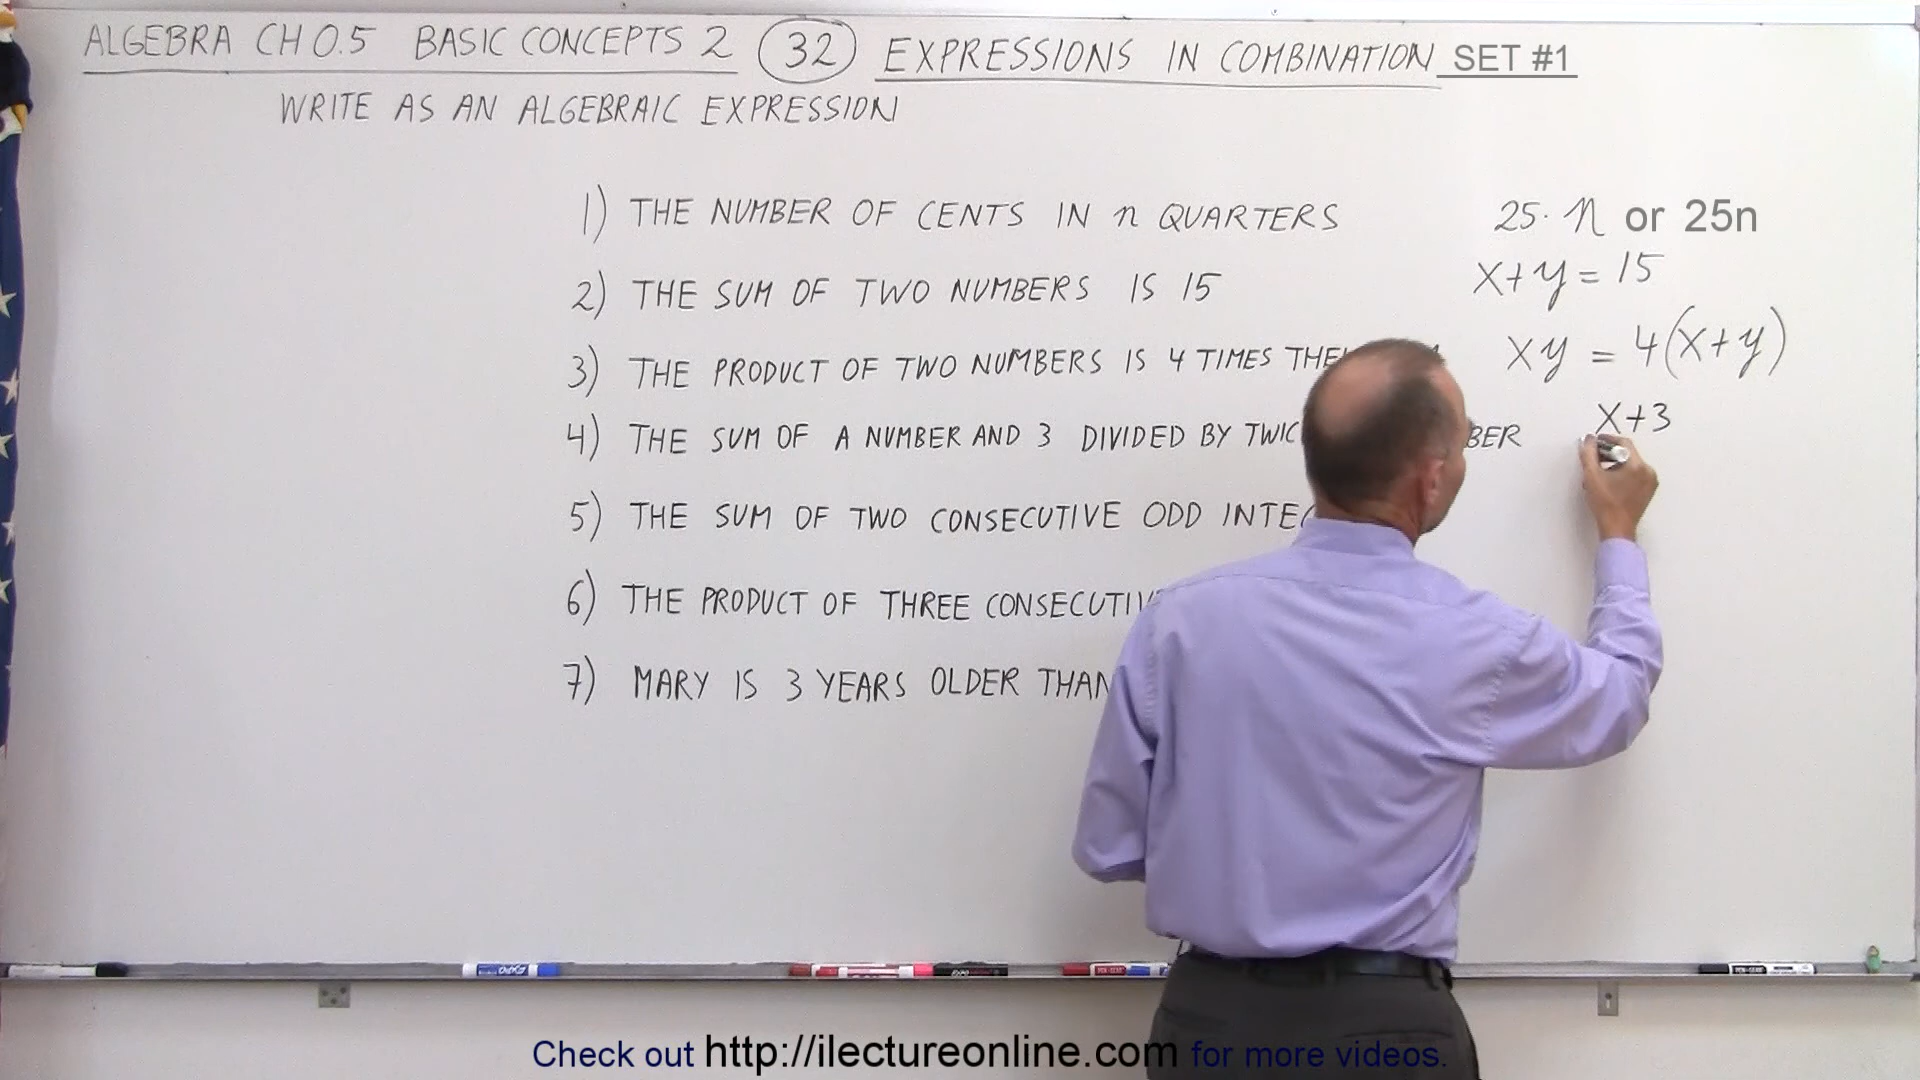 ALGEBRA CH 0.5 BASIC CONCEPTS 2 32 EXPRESSIONS IN COMBINATION SET #1
WRITE AS AN ALGEBRAIC EXPRESSION
1) THE NUMBER OF CENTS IN n QUARTERS 25·n or 25n
2) THE SUM OF TWO NUMBERS IS 15 x+y=15
3) THE PRODUCT OF TWO NUMBERS IS 4 TIMES xy = 4(x+y)
4) THE SUM OF A NUMBER AND 3 DIVIDED BY x+3
5) THE SUM OF TWO CONSECUTIVE ODD
6) THE PRODUCT OF THREE
7) MARY IS 3 YEARS OLDER THAN
Check out http://ilectureonline.com for more videos.